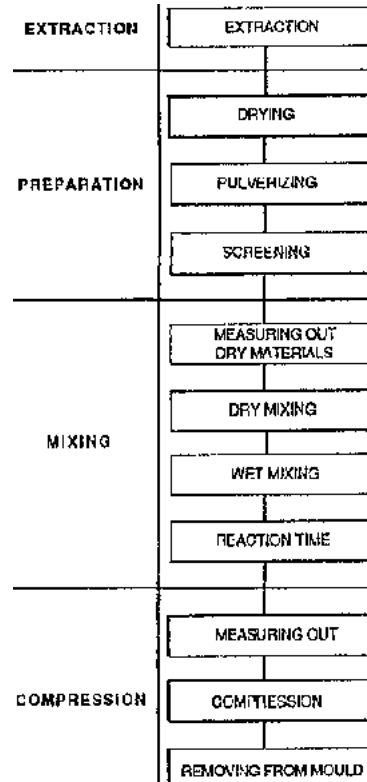 EXTRACTION
EXTRACTION
DRYING
PREPARATION
PULVERIZING
SCREENING
MEASURING OUT
DRY MATERIALS
DRY MIXING
MIXING
WET MIXING
REACTION TIME
MEASURING OUT
COMPRESSION
COMPRESSION
REMOVING FROM MOULD